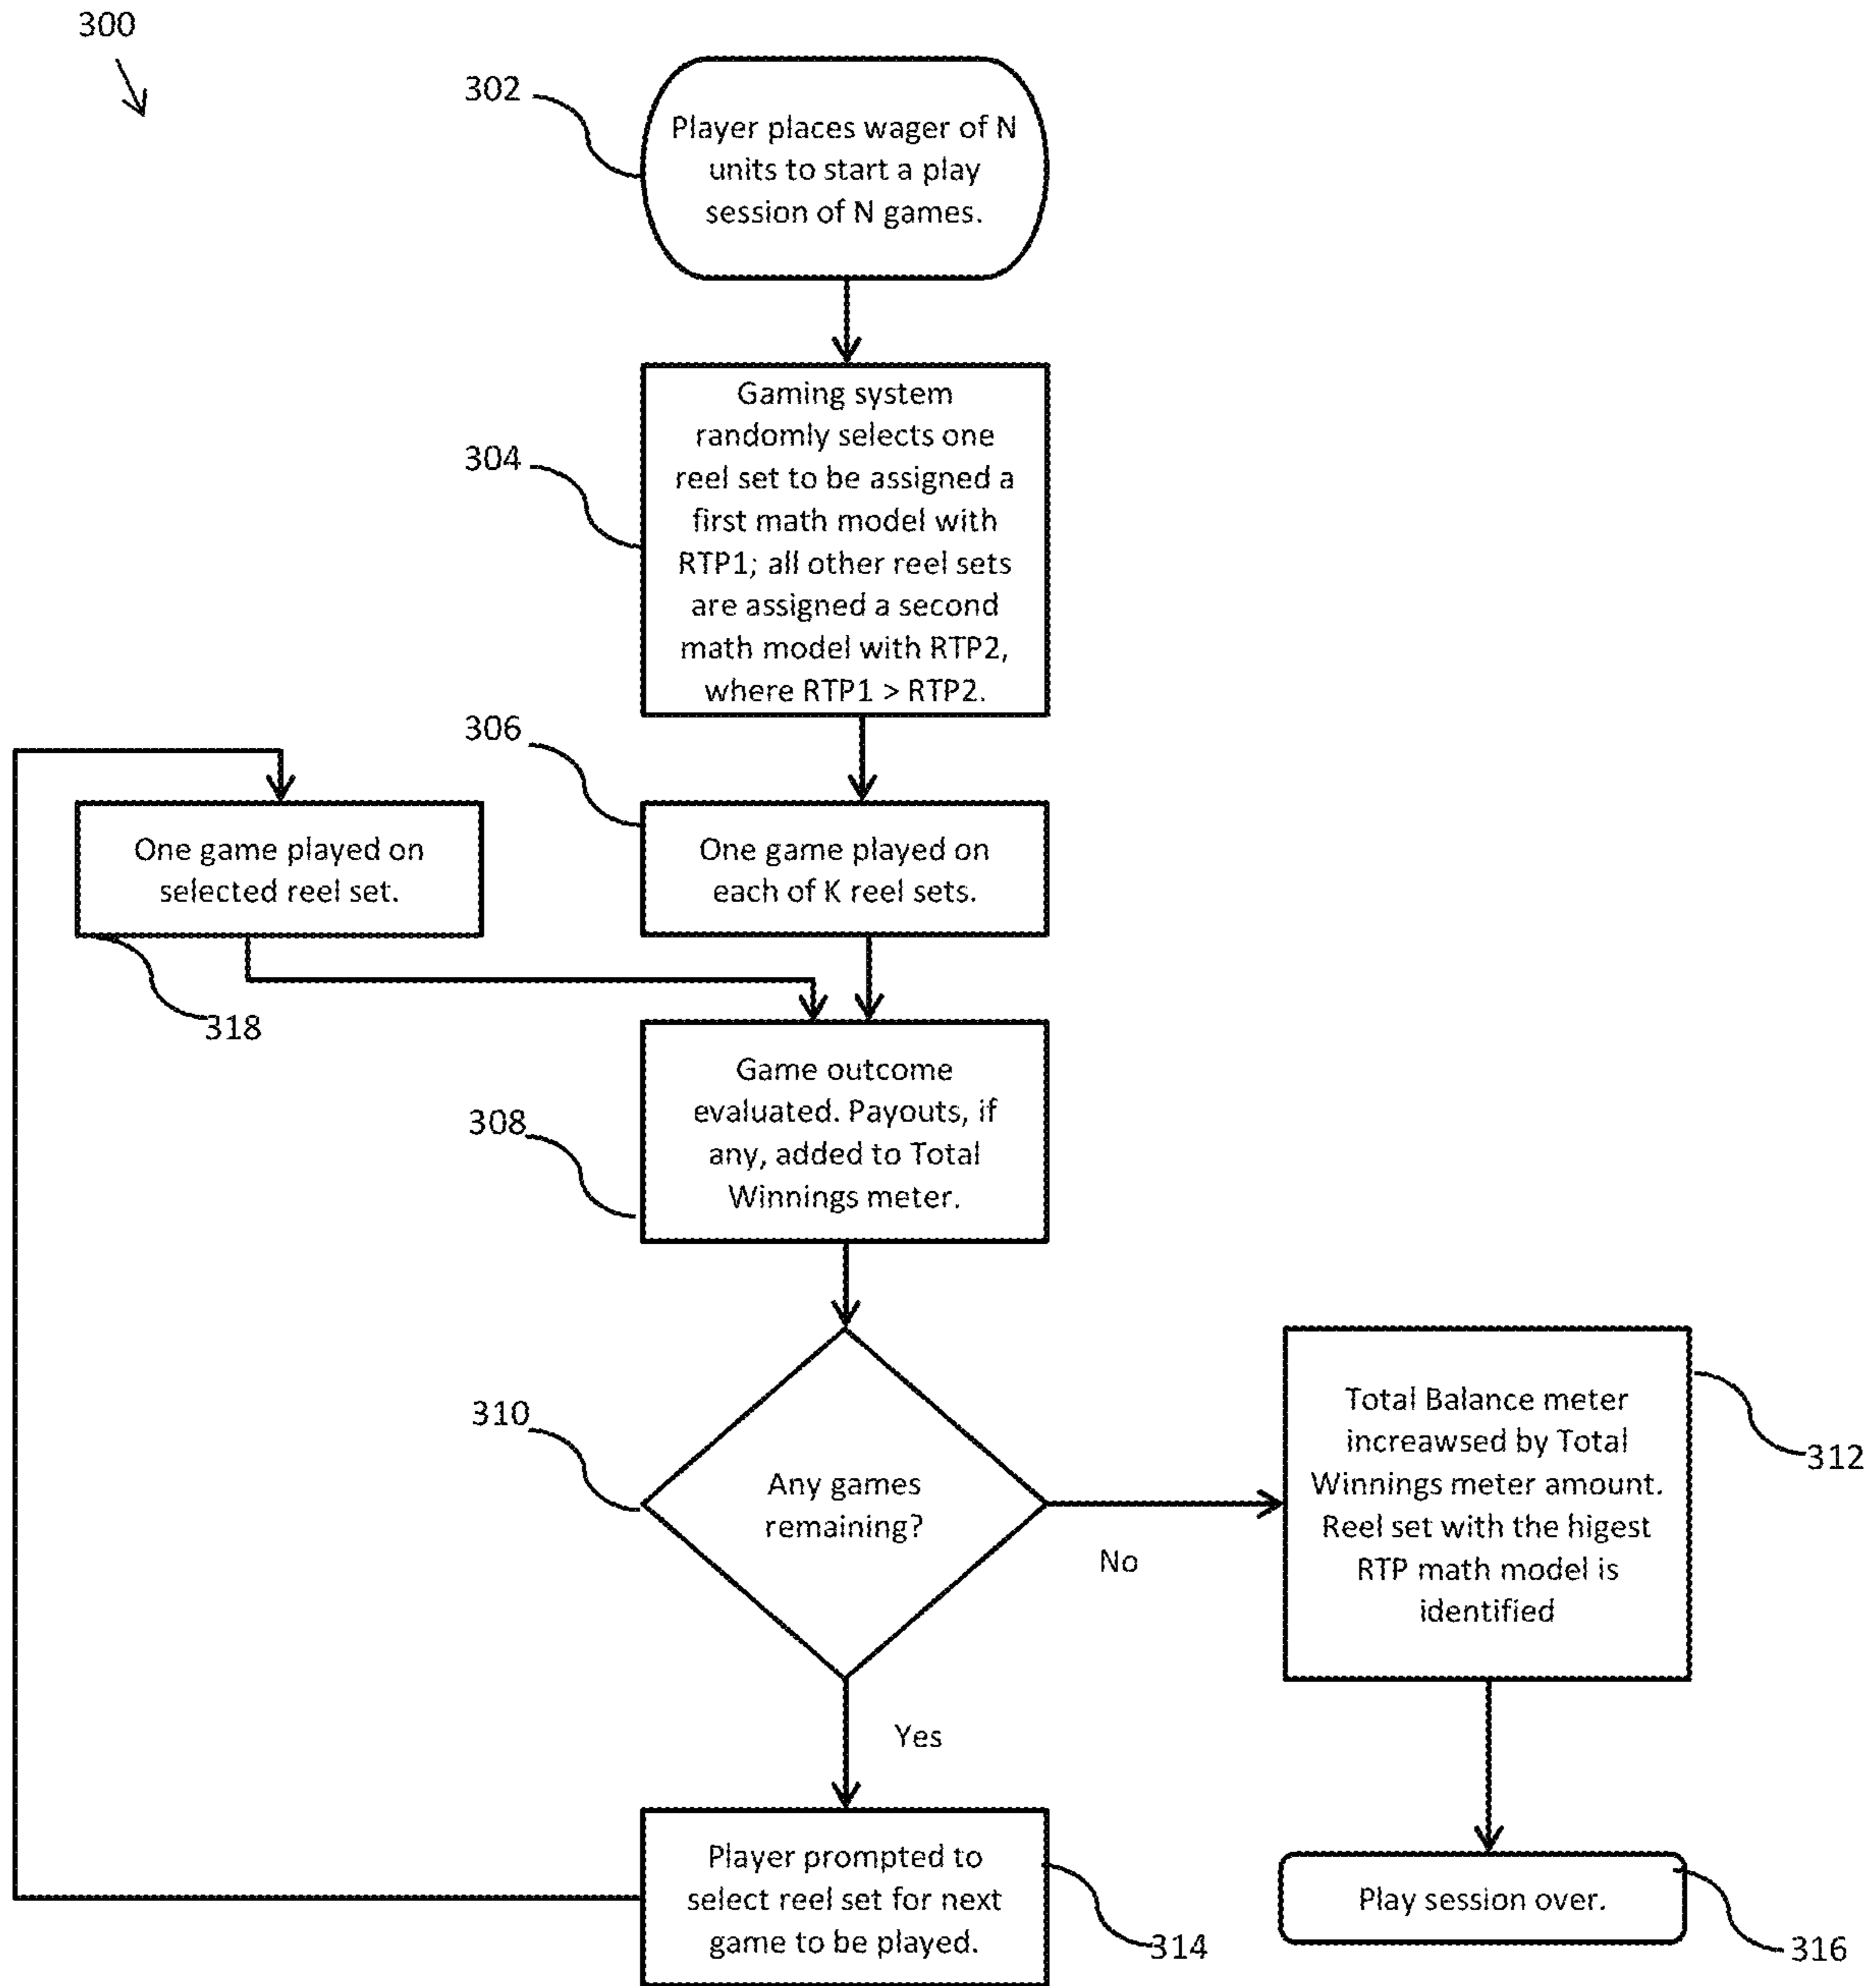 300
302
Player places wager of N
units to start a play
session of N games.
304
Gaming system
randomly selects one
reel set to be assigned a
first math model with
RTP1; all other reel sets
are assigned a second
math model with RTP2,
where RTP1 > RTP2.
306
One game played on
selected reel set.
318
One game played on
each of K reel sets.
308
Game outcome
evaluated. Payouts, if
any, added to Total
Winnings meter.
310
Any games
remaining?
No
Total Balance meter
increawsed by Total
Winnings meter amount.
Reel set with the higest
RTP math model is
identified
312
Yes
Player prompted to
select reel set for next
game to be played.
314
Play session over.
316